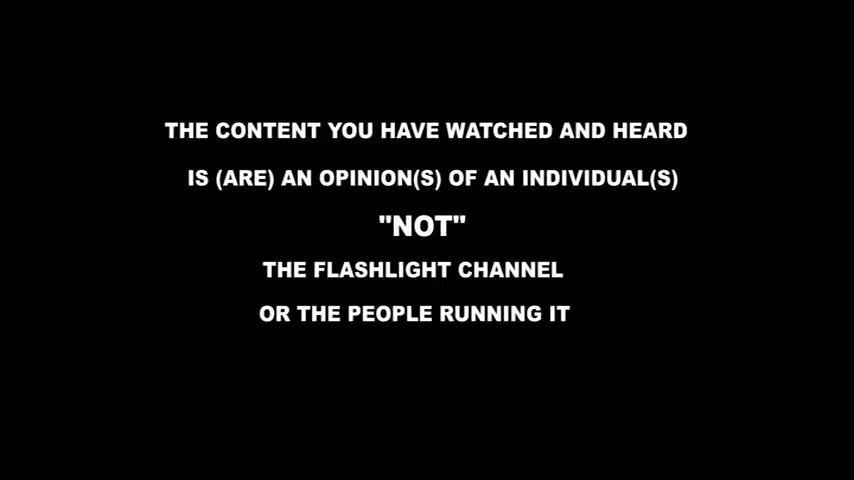 THE CONTENT YOU HAVE WATCHED AND HEARD
IS (ARE) AN OPINION(S) OF AN INDIVIDUAL(S)
"NOT"
THE FLASHLIGHT CHANNEL
OR THE PEOPLE RUNNING IT